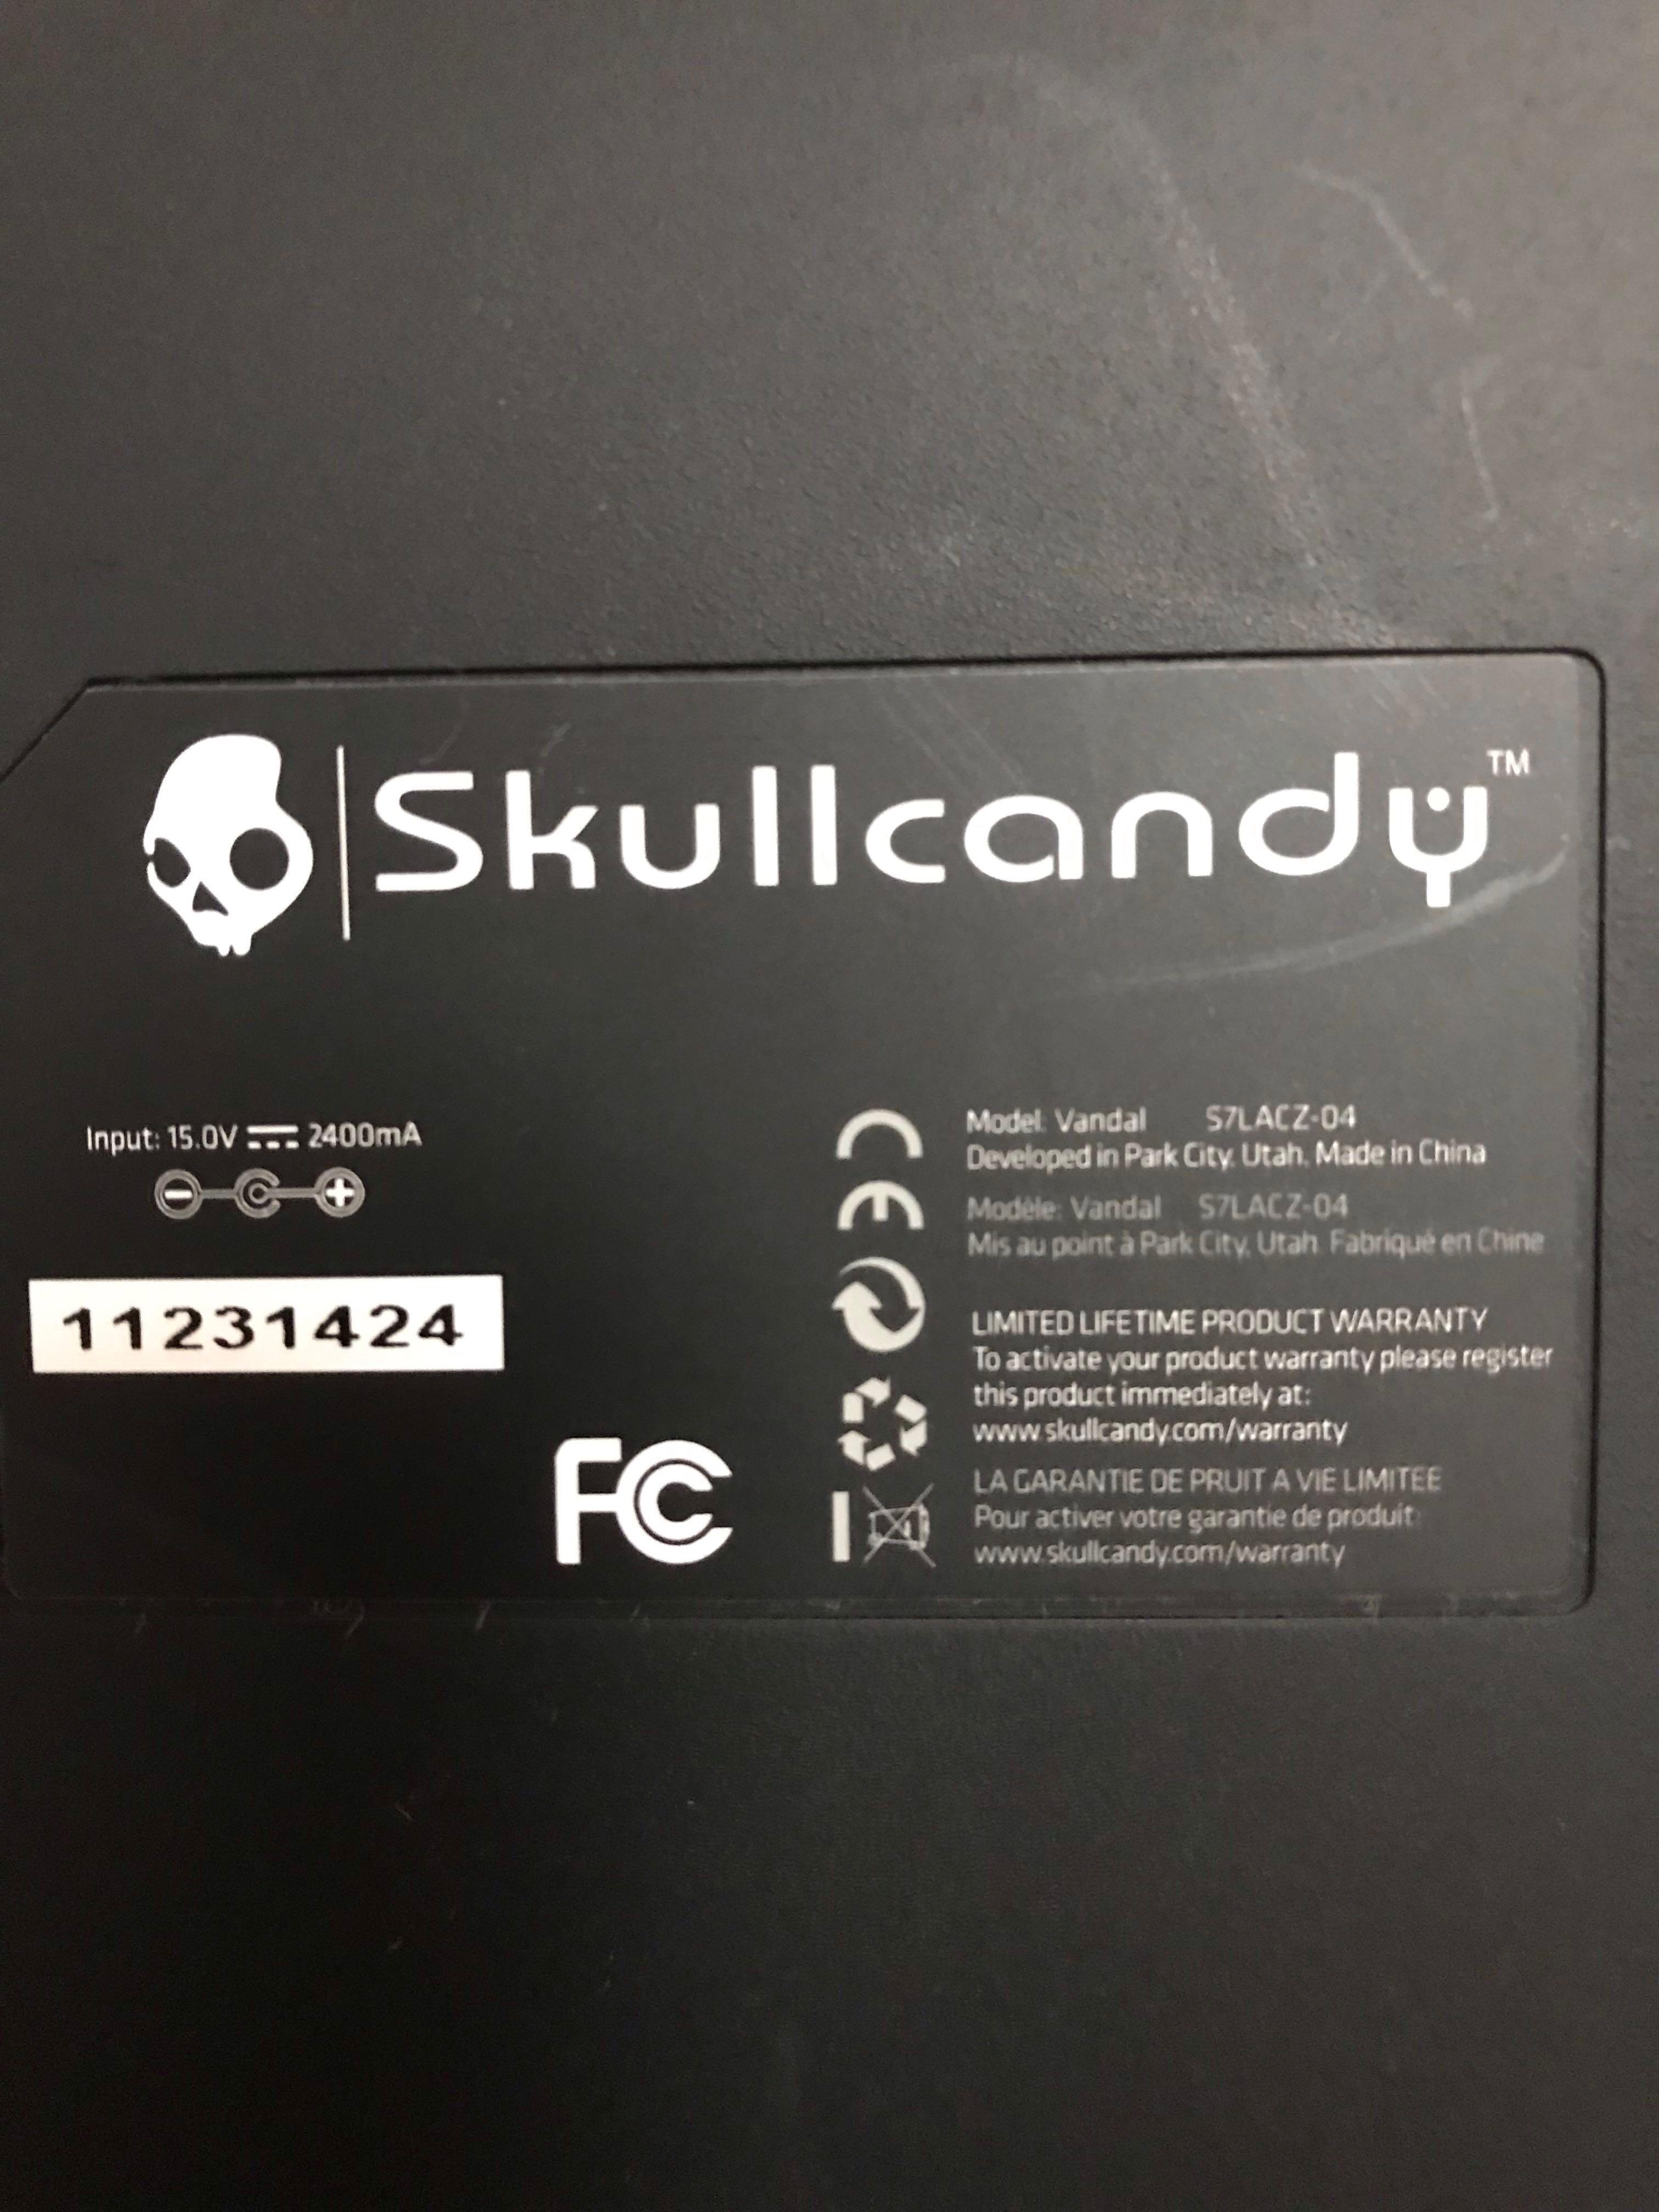 Skullcandy™
Input: 15.0V 2400mA
11231424
FC
CE
Model: Vandal S7LACZ-04
Developed in Park City, Utah. Made in China
Modèle: Vandal S7LACZ-04
Mis au point à Park City, Utah. Fabriqué en Chine
LIMITED LIFETIME PRODUCT WARRANTY
To activate your product warranty please register
this product immediately at:
www.skullcandy.com/warranty
LA GARANTIE DE PRUIT A VIE LIMITEE
Pour activer votre garantie de produit:
www.skullcandy.com/warranty